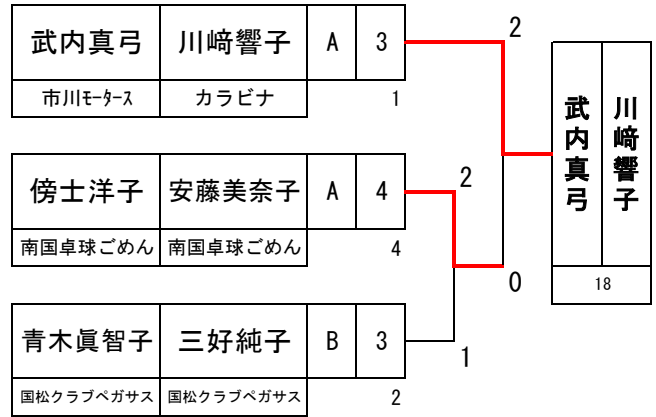 武内真弓 川﨑響子 A 3
市川ﾓｰﾀｰｽ カラビナ 1
2
傍士洋子 安藤美奈子 A 4
南国卓球ごめん 南国卓球ごめん 4
2
0
青木眞智子 三好純子 B 3
国松クラブペガサス 国松クラブペガサス 2
1
川﨑響子
武内真弓
18